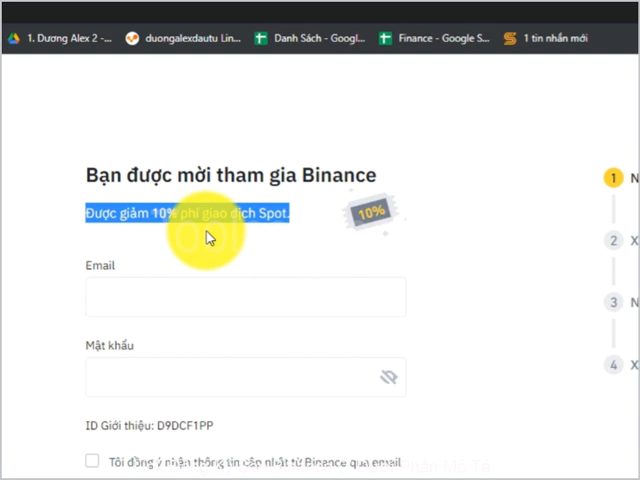 1. Dương Alex 2 -...
duongalexdautu Lin...
Danh Sách - Googl...
Finance - Google S...
1 tin nhắn mới
Bạn được mời tham gia Binance
Được giảm 10% phí giao dịch Spot.
10%
Email
Mật khẩu
ID Giới thiệu: D9DCF1PP
Tôi đồng ý nhận thông tin cập nhật từ Binance qua email
1 N
2 X
3 N
4 X